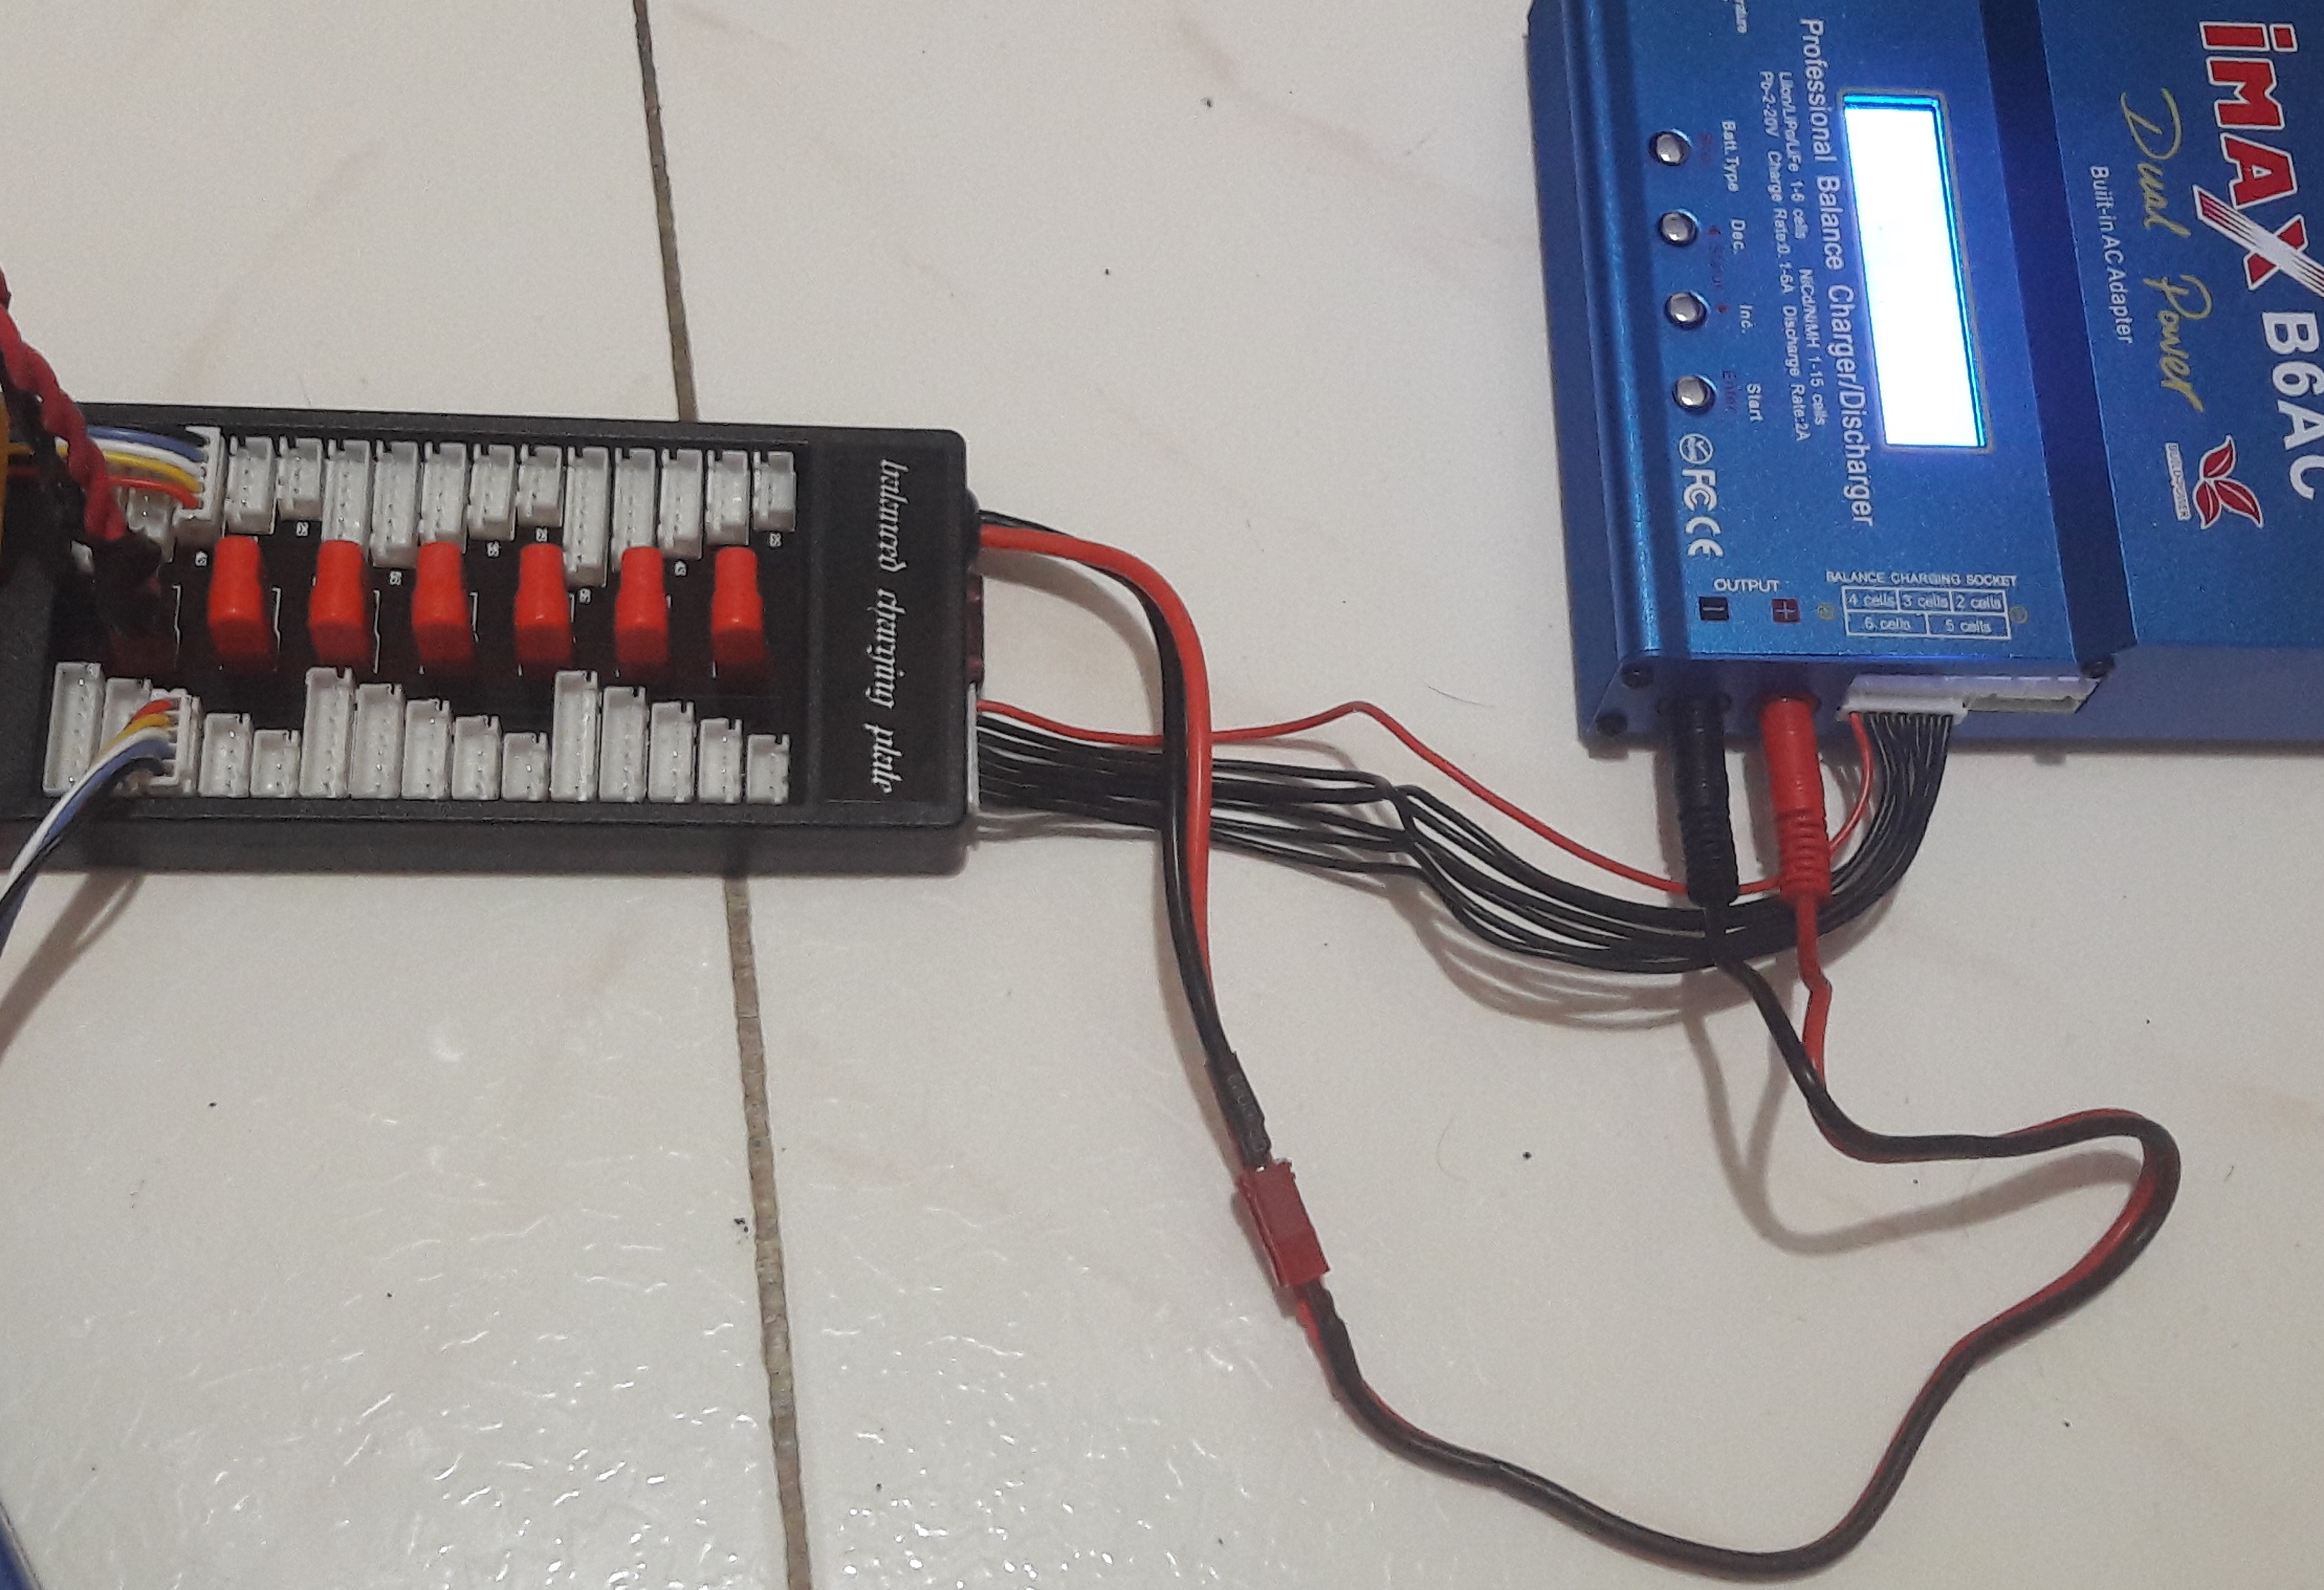 iMAX B6AC
Dual Power
Built-in AC Adapter
Professional Balance Charger/Discharger
LiIon/LiPo/LiFe 1-6 cells NiCd/NiMH 1-15 cells
Pb-2-20V Charge Rate:0.1-6A Discharge Rate:2A
Batt.Type Dec. Inc. Start
Enter
FC CE
OUTPUT
- +
BALANCE CHARGING SOCKET
4 cells 3 cells 2 cells
6 cells 5 cells
balanced charging plate